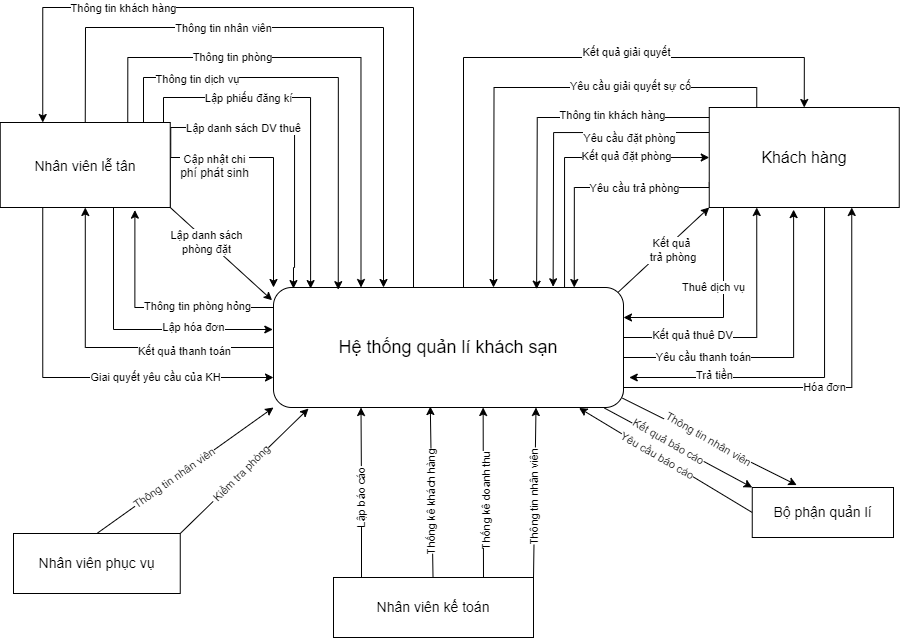 Thông tin khách hàng
Thông tin nhân viên
Thông tin phòng
Thông tin dịch vụ
Lập phiếu đăng kí
Lập danh sách DV thuê
Cập nhật chi
phí phát sinh
Nhân viên lễ tân
Lập danh sách
phòng đặt
Thông tin phòng hỏng
Lập hóa đơn
Kết quả thanh toán
Giai quyết yêu cầu của KH
Kết quả giải quyết
Yêu cầu giải quyết sự cố
Thông tin khách hàng
Yêu cầu đặt phòng
Kết quả đặt phòng
Yêu cầu trả phòng
Khách hàng
Kết quả
trả phòng
Thuê dịch vụ
Kết quả thuê DV
Yêu cầu thanh toán
Trả tiền
Hóa đơn
Hệ thống quản lí khách sạn
Thông tin nhân viên
Kiểm tra phòng
Nhân viên phục vụ
Lập báo cáo
Thống kê khách hàng
Thống kê doanh thu
Thông tin nhân viên
Nhân viên kế toán
Thông tin nhân viên
Kết quả báo cáo
Yêu cầu báo cáo
Bộ phận quản lí